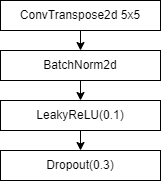 ConvTranspose2d 5x5
BatchNorm2d
LeakyReLU(0.1)
Dropout(0.3)